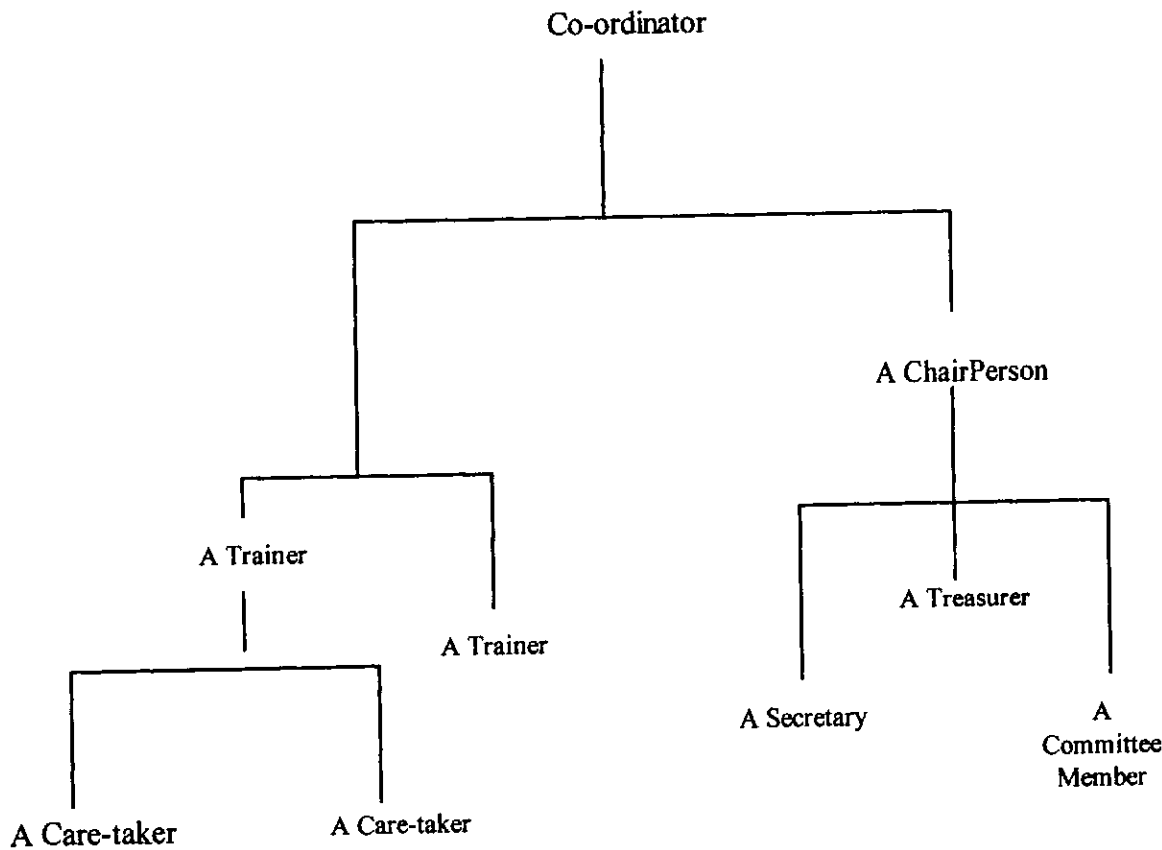 Co-ordinator
A ChairPerson
A Trainer
A Trainer
A Treasurer
A Secretary
A
Committee
Member
A Care-taker
A Care-taker